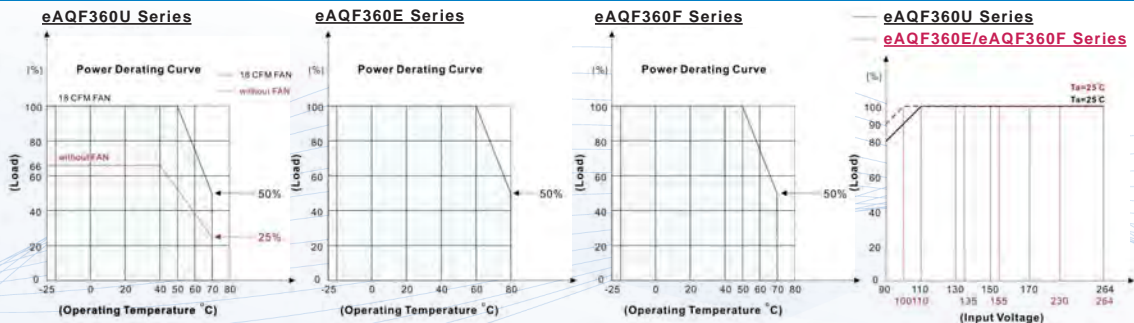 eAQF360U Series
Power Derating Curve
18 CFM FAN
without FAN
(%)
18 CFM FAN
without FAN
100
80
66
60
40
20
0
(Load)
50%
25%
-25 0 20 40 50 60 70 80
(Operating Temperature °C)
eAQF360E Series
Power Derating Curve
(%)
100
80
60
40
20
0
(Load)
50%
-25 0 20 40 60 80
(Operating Temperature °C)
eAQF360F Series
Power Derating Curve
(%)
100
80
60
40
20
0
(Load)
50%
-25 0 20 40 50 60 70 80
(Operating Temperature °C)
eAQF360U Series
eAQF360E/eAQF360F Series
(%)
Ta=25°C
Ta=25°C
100
90
80
60
40
20
0
(Load)
90 110 130 150 170 264
100 110 135 155 230 264
(Input Voltage)